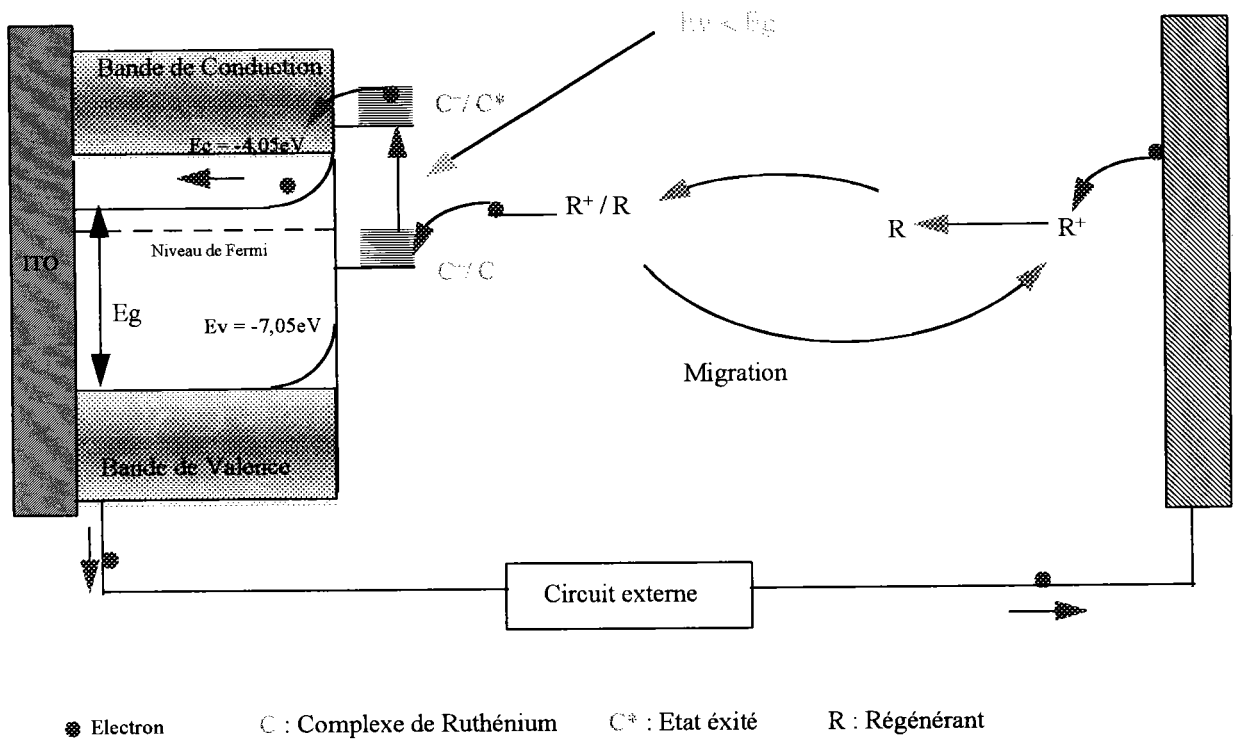 hν < Eg
Bande de Conduction
C⁻/ C*
Ec = -4,05eV
R⁺ / R
R
R⁺
Niveau de Fermi
ITO
C⁻/ C
Eg
Ev = -7,05eV
Migration
Bande de Valence
Circuit externe
Electron
C : Complexe de Ruthénium
C* : Etat éxité
R : Régénérant